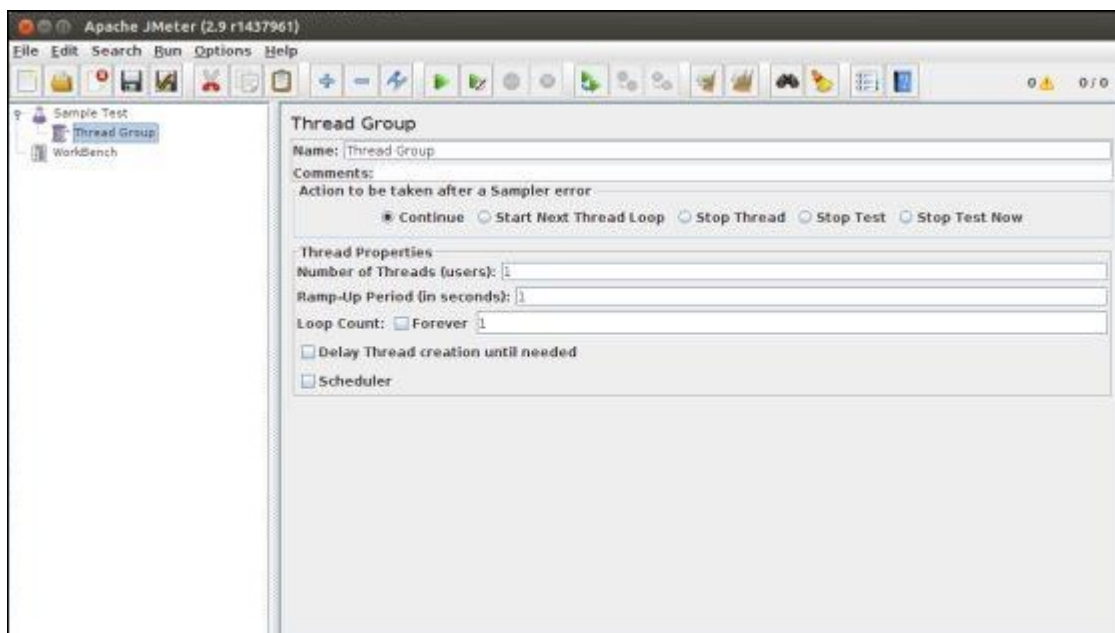 Apache JMeter (2.9 r1437961)
File Edit Search Run Options Help
0 0 / 0
Sample Test
Thread Group
WorkBench
Thread Group
Name: Thread Group
Comments:
Action to be taken after a Sampler error
Continue Start Next Thread Loop Stop Thread Stop Test Stop Test Now
Thread Properties
Number of Threads (users): 1
Ramp-Up Period (in seconds): 1
Loop Count: Forever 1
Delay Thread creation until needed
Scheduler